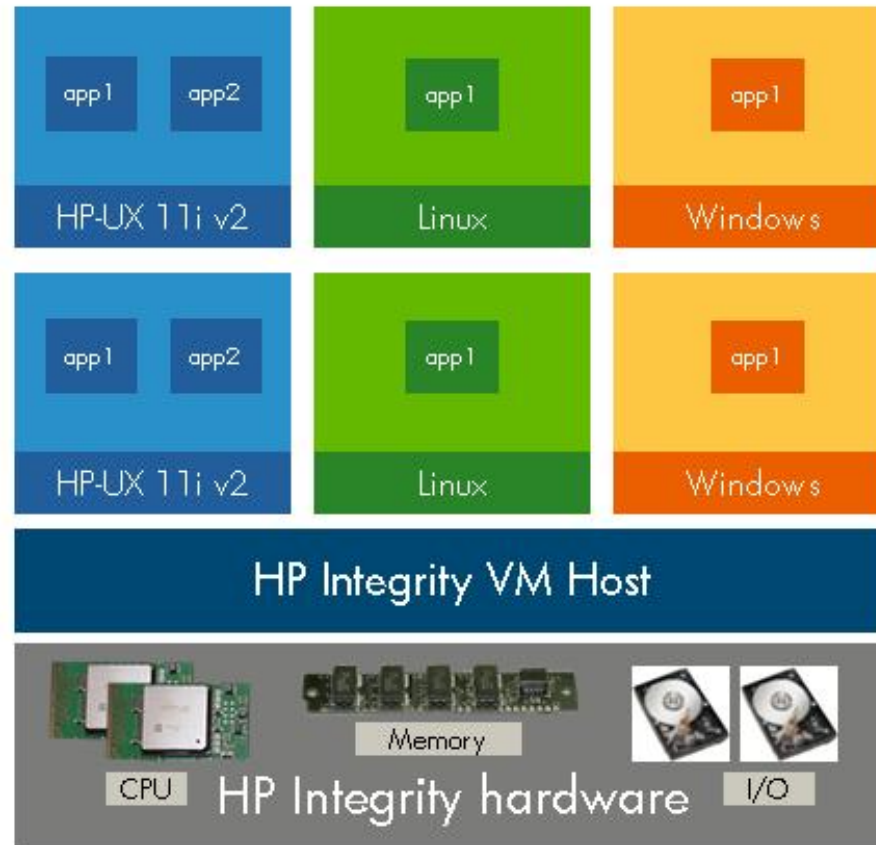 app1 app2 app1 app1
HP-UX 11i v2 Linux Windows
app1 app2 app1 app1
HP-UX 11i v2 Linux Windows
HP Integrity VM Host
Memory
CPU I/O
HP Integrity hardware